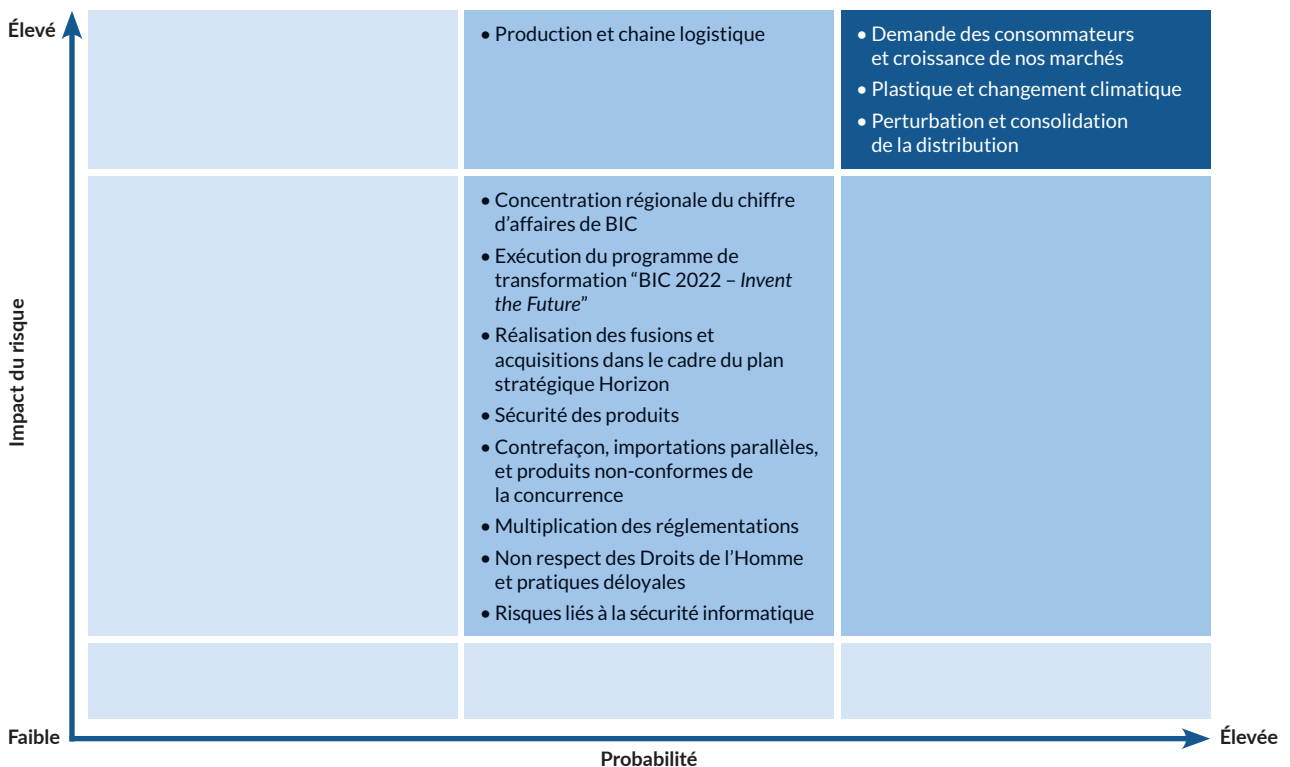 Élevé
• Production et chaine logistique
• Demande des consommateurs
et croissance de nos marchés
• Plastique et changement climatique
• Perturbation et consolidation
de la distribution
Impact du risque
• Concentration régionale du chiffre
d'affaires de BIC
• Exécution du programme de
transformation “BIC 2022 – Invent
the Future”
• Réalisation des fusions et
acquisitions dans le cadre du plan
stratégique Horizon
• Sécurité des produits
• Contrefaçon, importations parallèles,
et produits non-conformes de
la concurrence
• Multiplication des réglementations
• Non respect des Droits de l'Homme
et pratiques déloyales
• Risques liés à la sécurité informatique
Faible
Probabilité
Élevée